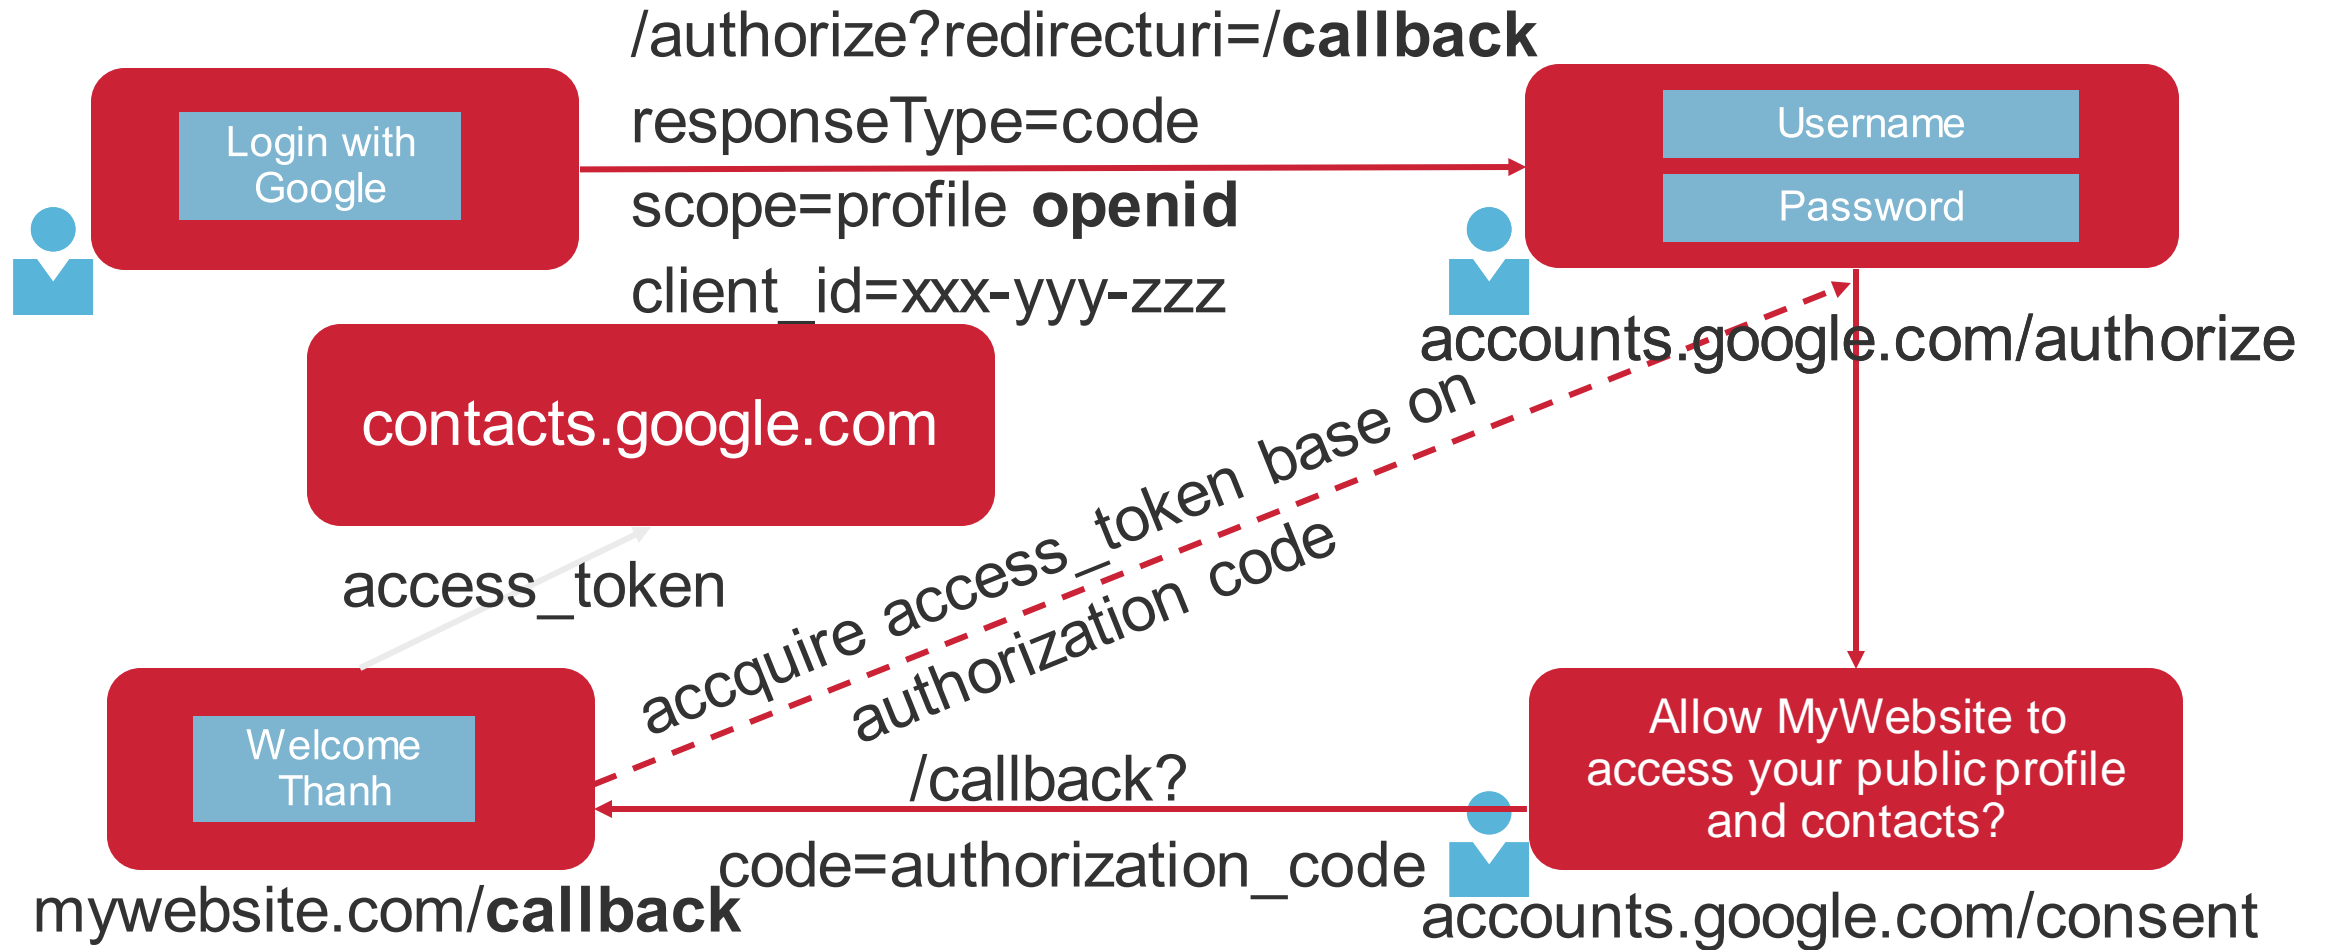 /authorize?redirecturi=/callback
Login with
Google
responseType=code
scope=profile openid
client_id=xxx-yyy-zzz
Username
Password
accounts.google.com/authorize
contacts.google.com
access_token
accquire access_token base on
authorization code
Welcome
Thanh
mywebsite.com/callback
/callback?
code=authorization_code
Allow MyWebsite to
access your public profile
and contacts?
accounts.google.com/consent